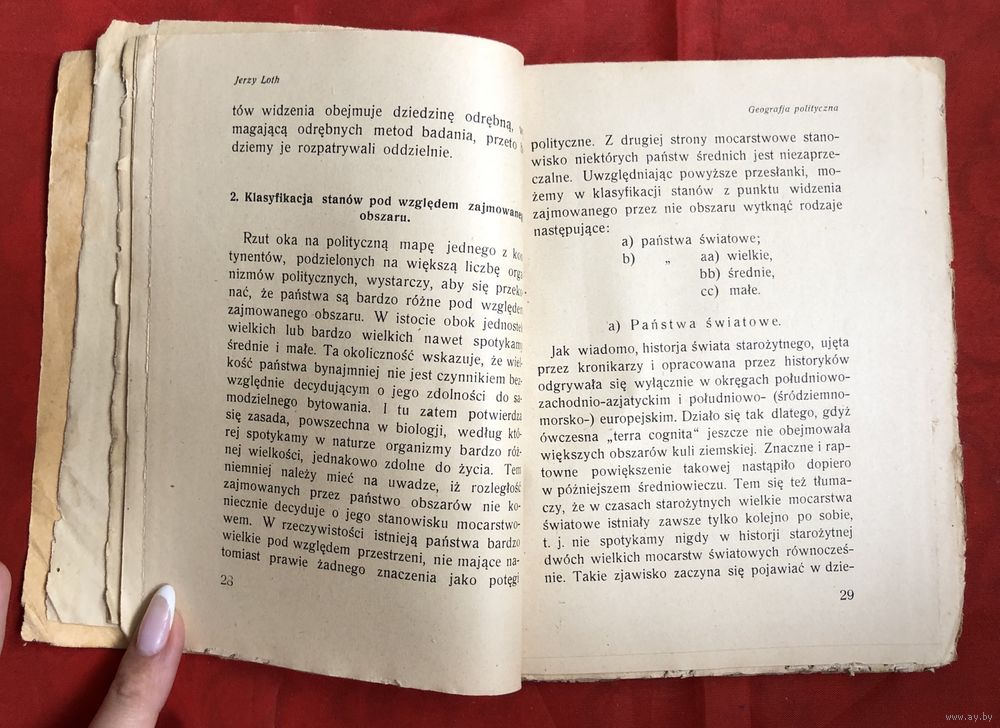 Jerzy Loth
tów widzenia obejmuje dziedzinę odrębną,
magającą odrębnych metod badania, przeto
dziemy je rozpatrywali oddzielnie.
2. Klasyfikacja stanów pod względem zajmowane
obszaru.
Rzut oka na polityczną mapę jednego z kon
tynentów, podzielonych na większą liczbę orga
nizmów politycznych, wystarczy, aby się przeko-
nać, że państwa są bardzo różne pod względem
zajmowanego obszaru. W istocie obok jednostek
wielkich lub bardzo wielkich nawet spotykamy
średnie i małe. Ta okoliczność wskazuje, że wiel-
kość państwa bynajmniej nie jest czynnikiem bez-
względnie decydującym o jego zdolności do sa-
modzielnego bytowania. I tu zatem potwierdza
się zasada, powszechna w biologji, według któ-
rej spotykamy w naturze organizmy bardzo róż-
nej wielkości, jednakowo zdolne do życia. Tem
niemniej należy mieć na uwadze, iż rozległość
zajmowanych przez państwo obszarów nie ko-
niecznie decyduje o jego stanowisku mocarstwo-
wem. W rzeczywistości istnieją państwa bardzo
wielkie pod względem przestrzeni, nie mające na-
tomiast prawie żadnego znaczenia jako potęgi
28
Geografja polityczna
polityczne. Z drugiej strony mocarstwowe stano-
wisko niektórych państw średnich jest niezaprze-
czalne. Uwzględniając powyższe przesłanki, mo-
żemy w klasyfikacji stanów z punktu widzenia
zajmowanego przez nie obszaru wytknąć rodzaje
następujące:
a) państwa światowe;
b) „ aa) wielkie,
bb) średnie,
cc) małe.
a) Państwa światowe.
Jak wiadomo, historja świata starożytnego, ujęta
przez kronikarzy i opracowana przez historyków
odgrywała się wyłącznie w okręgach południowo-
zachodnio-azjatyckim i południowo- (śródziemno-
morsko-) europejskim. Działo się tak dlatego, gdyż
ówczesna „terra cognita“ jeszcze nie obejmowała
większych obszarów kuli ziemskiej. Znaczne i rap-
towne powiększenie takowej nastąpiło dopiero
w późniejszem średniowieczu. Tem się też tłuma-
czy, że w czasach starożytnych wielkie mocarstwa
światowe istniały zawsze tylko kolejno po sobie,
t. j. nie spotykamy nigdy w historji starożytnej
dwóch wielkich mocarstw światowych równocześ-
nie. Takie zjawisko zaczyna się pojawiać w dzie-
29
www.ay.by